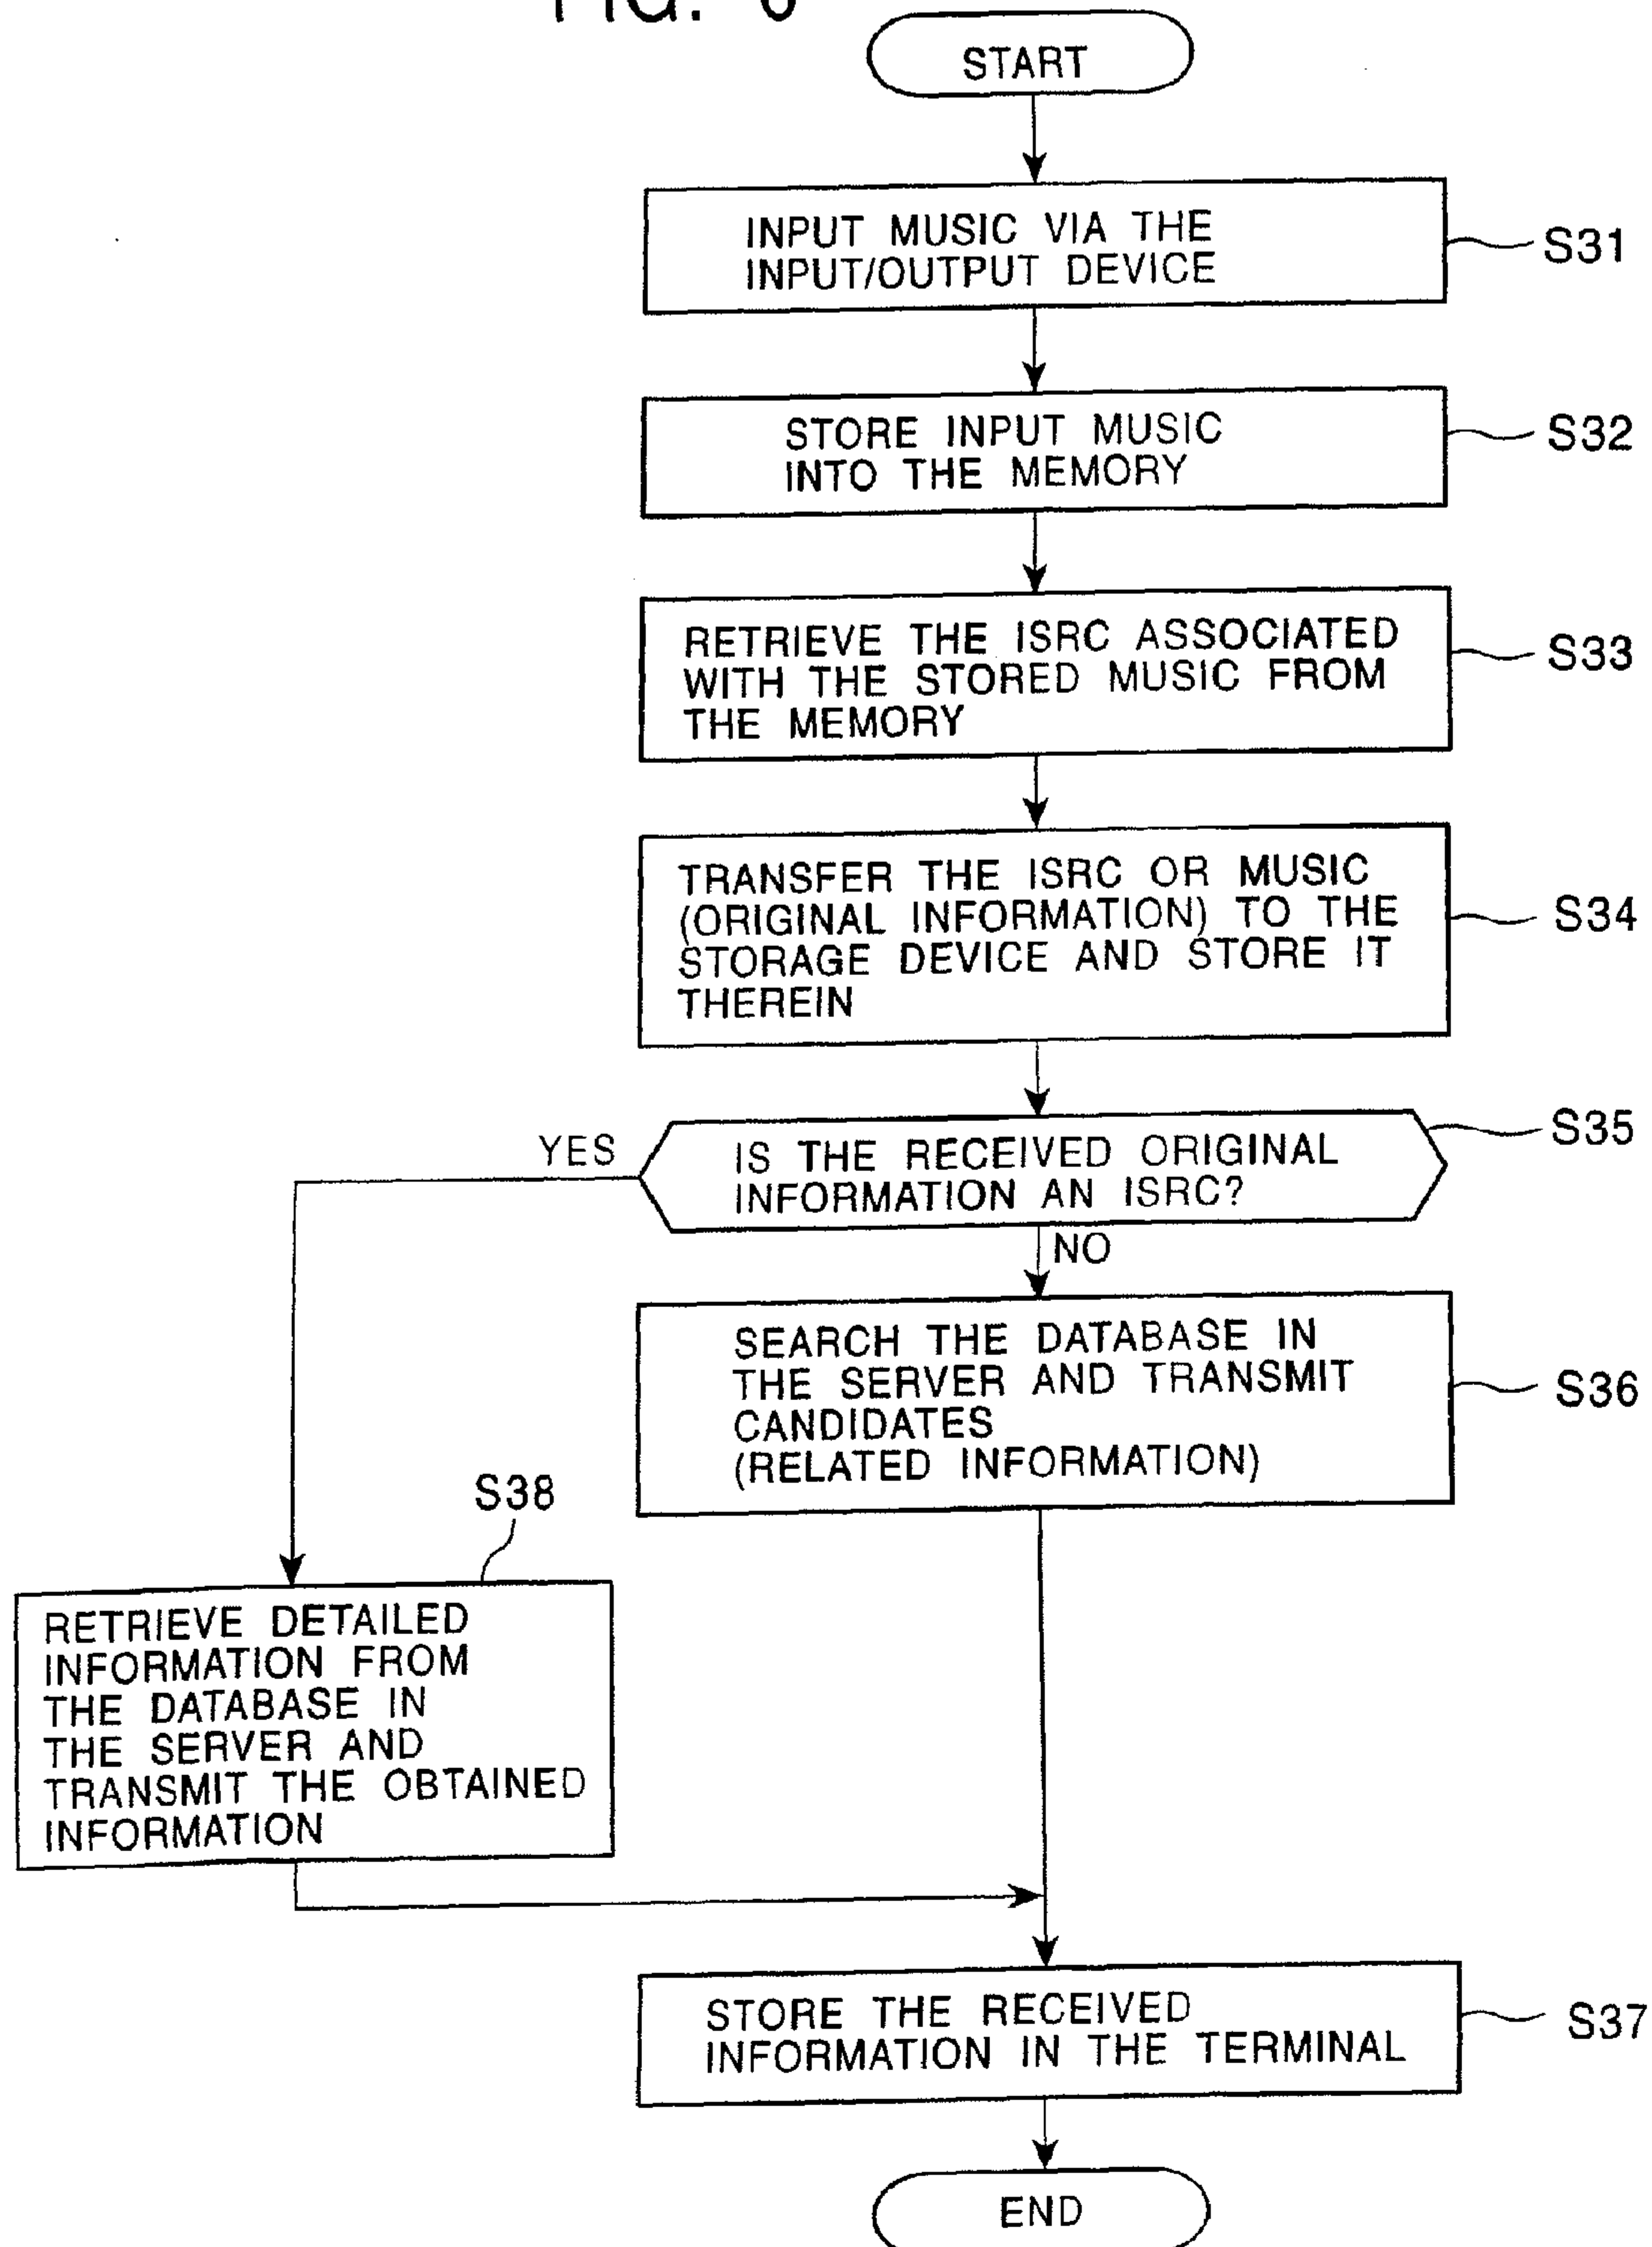 START
INPUT MUSIC VIA THE
INPUT/OUTPUT DEVICE
S31
STORE INPUT MUSIC
INTO THE MEMORY
S32
RETRIEVE THE ISRC ASSOCIATED
WITH THE STORED MUSIC FROM
THE MEMORY
S33
TRANSFER THE ISRC OR MUSIC
(ORIGINAL INFORMATION) TO THE
STORAGE DEVICE AND STORE IT
THEREIN
S34
IS THE RECEIVED ORIGINAL
INFORMATION AN ISRC?
S35
YES
NO
SEARCH THE DATABASE IN
THE SERVER AND TRANSMIT
CANDIDATES
(RELATED INFORMATION)
S36
S38
RETRIEVE DETAILED
INFORMATION FROM
THE DATABASE IN
THE SERVER AND
TRANSMIT THE OBTAINED
INFORMATION
STORE THE RECEIVED
INFORMATION IN THE TERMINAL
S37
END